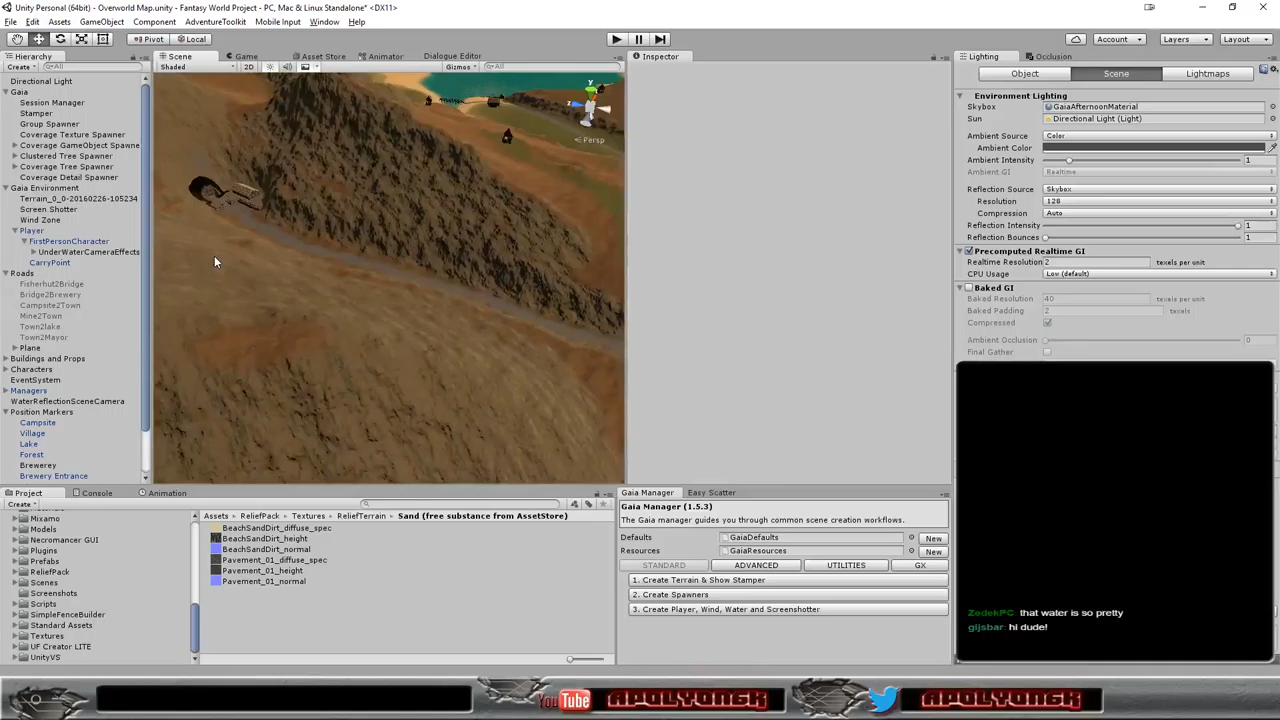 Unity Personal (64bit) - Overworld Map.unity - Fantasy World Project - PC, Mac & Linux Standalone* <DX11>
File Edit Assets GameObject Component AdventureToolkit Mobile Input Window Help
Pivot Local Account Layers Layout
Hierarchy
Create All
Directional Light
Gaia
Session Manager
Stamper
Group Spawner
Coverage Texture Spawner
Coverage GameObject Spawne
Clustered Tree Spawner
Coverage Tree Spawner
Coverage Detail Spawner
Gaia Environment
Terrain_0_0-20160226-105234
Screen Shotter
Wind Zone
Player
FirstPersonCharacter
UnderWaterCameraEffects
CarryPoint
Roads
Fisherhut2Bridge
Bridge2Brewery
Campsite2Town
Mine2Town
Town2lake
Town2Mayor
Plane
Buildings and Props
Characters
EventSystem
Managers
WaterReflectionSceneCamera
Position Markers
Campsite
Village
Lake
Forest
Brewerey
Brewery Entrance
Scene Game Asset Store Animator Dialogue Editor
Shaded 2D Gizmos All
y
z
Persp
Inspector
Lighting Occlusion
Object Scene Lightmaps
Environment Lighting
Skybox GaiaAfternoonMaterial
Sun Directional Light (Light)
Ambient Source Color
Ambient Color
Ambient Intensity 1
Ambient GI Realtime
Reflection Source Skybox
Resolution 128
Compression Auto
Reflection Intensity 1
Reflection Bounces 1
Precomputed Realtime GI
Realtime Resolution 2 texels per unit
CPU Usage Low (default)
Baked GI
Baked Resolution 40 texels per unit
Baked Padding 2 texels
Compressed
Ambient Occlusion 0
Final Gather
ZedekPC that water is so pretty
gijsbar: hi dude!
Project Console Animation
Create
Mixamo
Models
Necromancer GUI
Plugins
Prefabs
ReliefPack
Scenes
Screenshots
Scripts
SimpleFenceBuilder
Standard Assets
Textures
UF Creator LITE
UnityVS
Assets ReliefPack Textures ReliefTerrain Sand (free substance from AssetStore)
BeachSandDirt_diffuse_spec
BeachSandDirt_height
BeachSandDirt_normal
Pavement_01_diffuse_spec
Pavement_01_height
Pavement_01_normal
Gaia Manager Easy Scatter
Gaia Manager (1.5.3)
The Gaia manager guides you through common scene creation workflows.
Defaults GaiaDefaults New
Resources GaiaResources New
STANDARD ADVANCED UTILITIES GX
1. Create Terrain & Show Stamper
2. Create Spawners
3. Create Player, Wind, Water and Screenshotter
YouTube APOLYONGK APOLYONGK